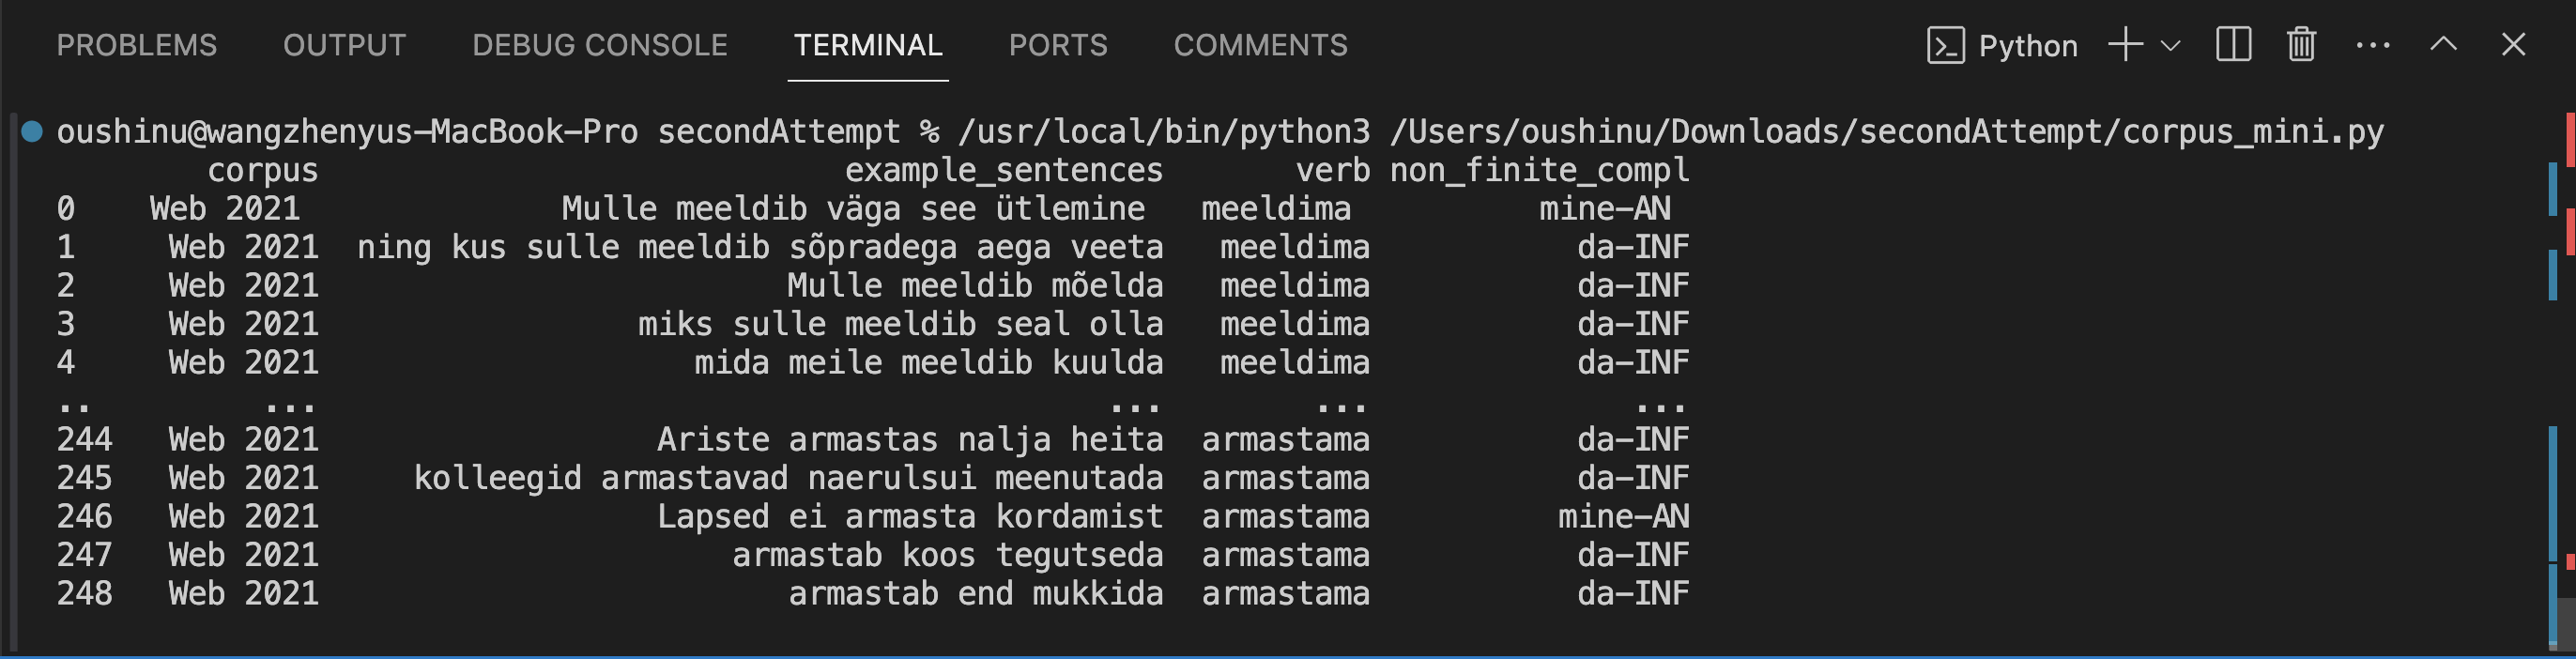 PROBLEMS OUTPUT DEBUG CONSOLE TERMINAL PORTS COMMENTS Python
oushinu@wangzhenyus-MacBook-Pro secondAttempt % /usr/local/bin/python3 /Users/oushinu/Downloads/secondAttempt/corpus_mini.py
corpus example_sentences verb non_finite_compl
0 Web 2021 Mulle meeldib väga see ütlemine meeldima mine-AN
1 Web 2021 ning kus sulle meeldib sõpradega aega veeta meeldima da-INF
2 Web 2021 Mulle meeldib mõelda meeldima da-INF
3 Web 2021 miks sulle meeldib seal olla meeldima da-INF
4 Web 2021 mida meile meeldib kuulda meeldima da-INF
.. ... ... ... ...
244 Web 2021 Ariste armastas nalja heita armastama da-INF
245 Web 2021 kolleegid armastavad naerulsui meenutada armastama da-INF
246 Web 2021 Lapsed ei armasta kordamist armastama mine-AN
247 Web 2021 armastab koos tegutseda armastama da-INF
248 Web 2021 armastab end mukkida armastama da-INF